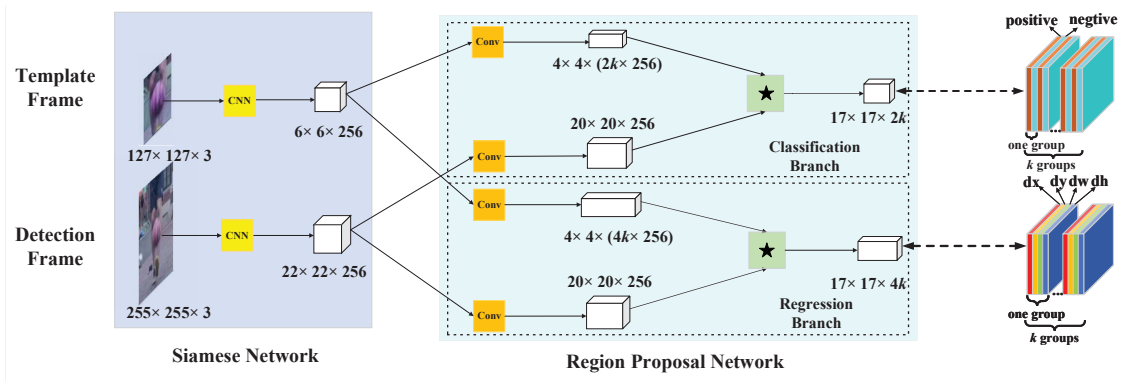 Template
Frame
127× 127× 3
CNN
6× 6× 256
Detection
Frame
255× 255× 3
CNN
22× 22× 256
Siamese Network
Conv
4× 4× (2k× 256)
20× 20× 256
Conv
★
17× 17× 2k
Classification
Branch
Conv
4× 4× (4k× 256)
20× 20× 256
Conv
★
17× 17× 4k
Regression
Branch
Region Proposal Network
positive
negtive
one group
k groups
dx
dy
dw
dh
one group
k groups